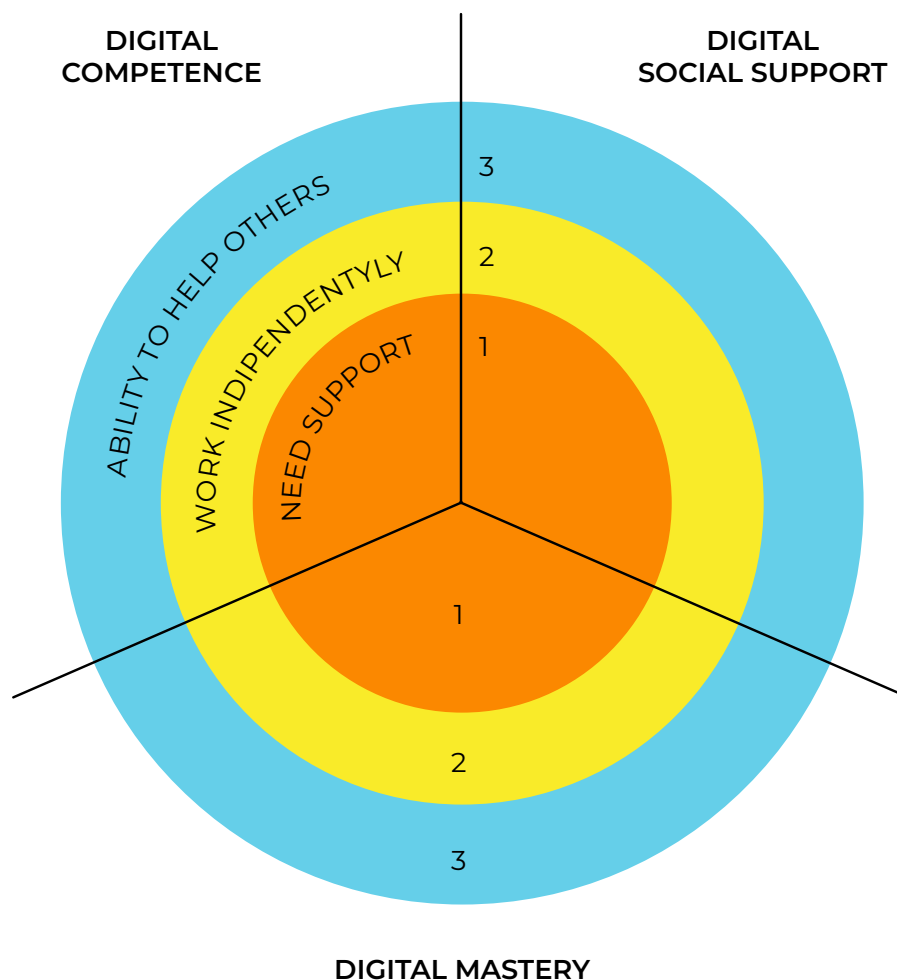 DIGITAL
COMPETENCE
DIGITAL
SOCIAL SUPPORT
ABILITY TO HELP OTHERS
WORK INDIPENDENTYLY
NEED SUPPORT
3
2
1
1
2
3
DIGITAL MASTERY